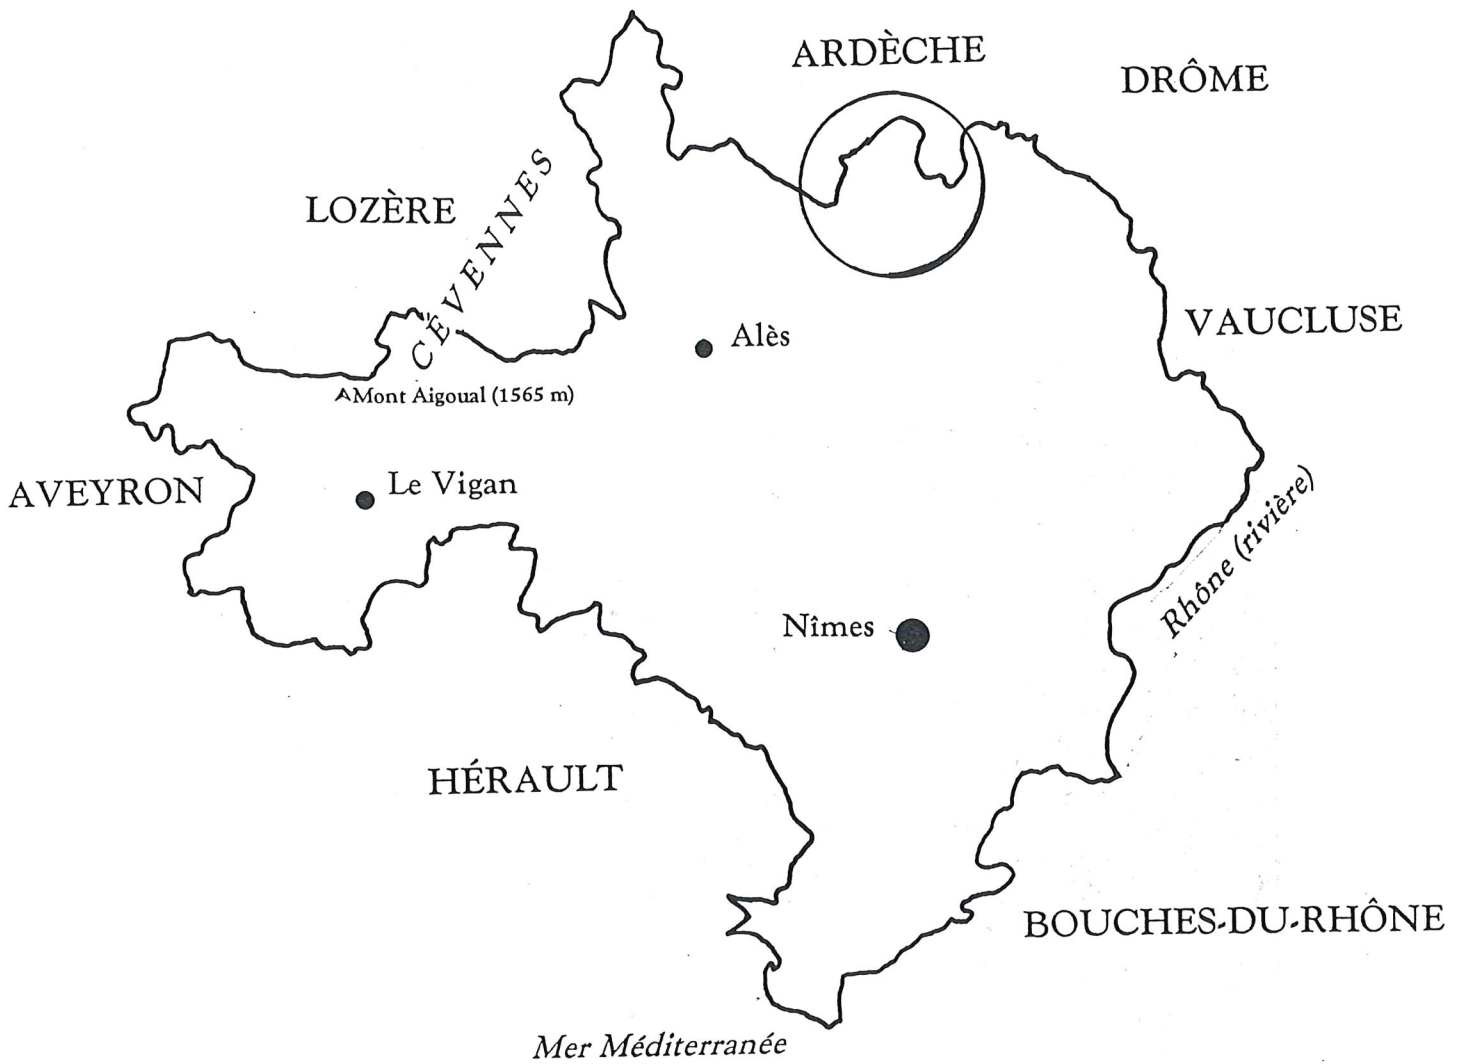 ARDÈCHE
DRÔME
LOZÈRE
CÉVENNES
VAUCLUSE
Alès
Mont Aigoual (1565 m)
AVEYRON
Le Vigan
Rhône (rivière)
Nîmes
HÉRAULT
BOUCHES-DU-RHÔNE
Mer Méditerranée